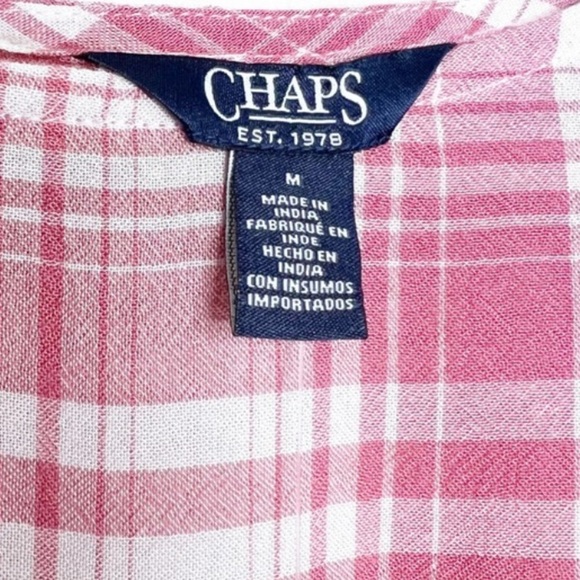 CHAPS
EST. 1978
M
MADE IN
INDIA
FABRIQUÉ EN
INDE
HECHO EN
INDIA
CON INSUMOS
IMPORTADOS